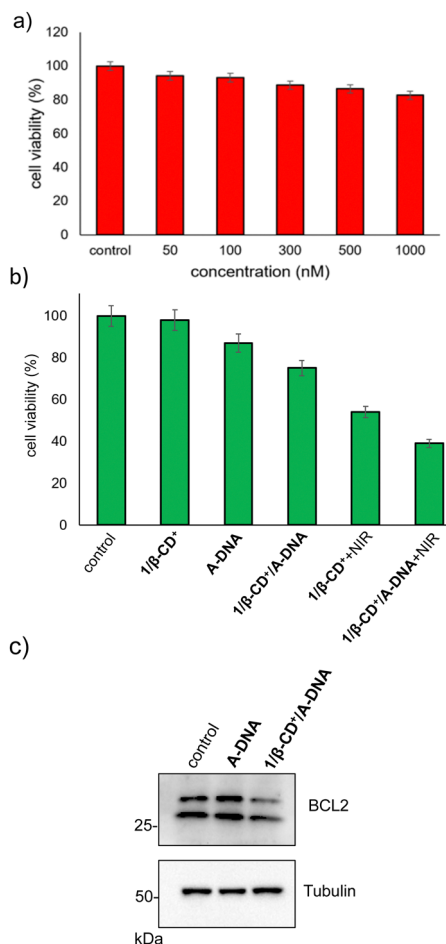 a)
120
100
80
60
40
20
0
cell viability (%)
control 50 100 300 500 1000
concentration (nM)
b)
100
80
60
40
20
0
cell viability (%)
control
1/β-CD⁺
A-DNA
1/β-CD⁺/A-DNA
1/β-CD⁺+NIR
1/β-CD⁺/A-DNA+NIR
c)
control
A-DNA
1/β-CD⁺/A-DNA
BCL2
25-
Tubulin
50-
kDa